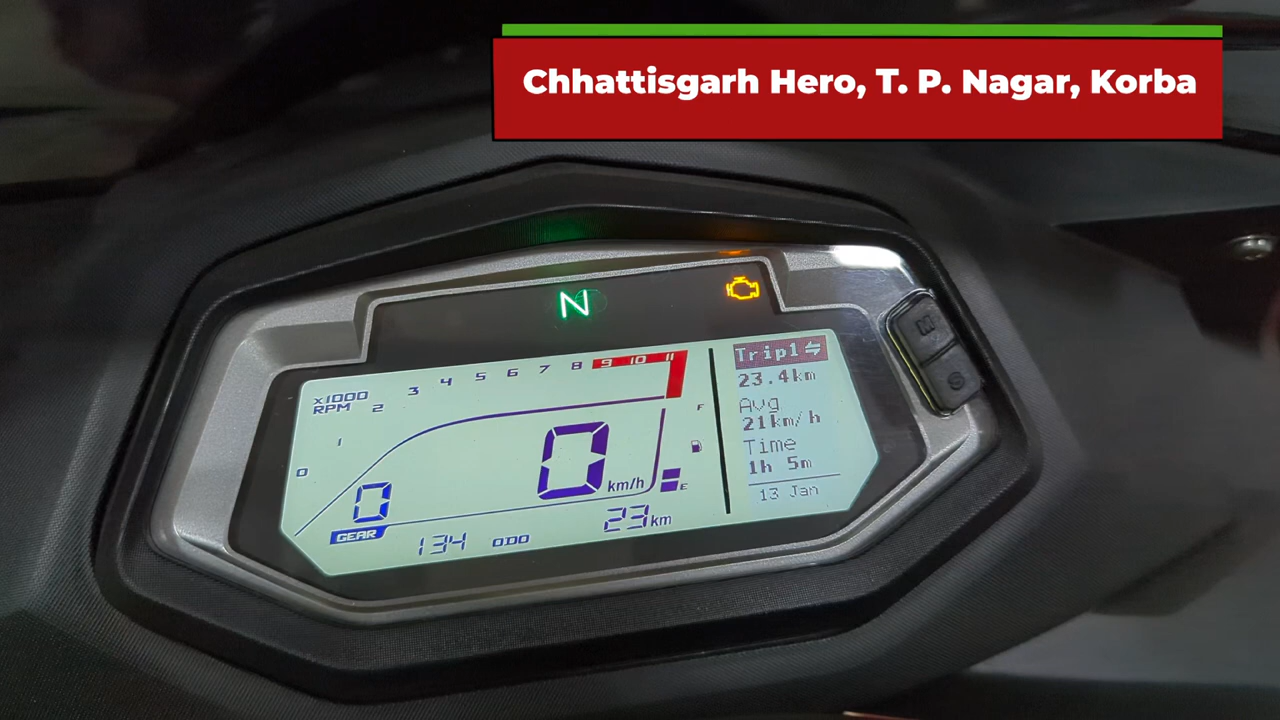 Chhattisgarh Hero, T. P. Nagar, Korba
N
M
S
x1000
RPM
0 1 2 3 4 5 6 7 8 9 10 11
Trip1
23.4km
Avg
21km/h
Time
1h 5m
13 Jan
F
E
0
GEAR
0 km/h
134 ODO 23km